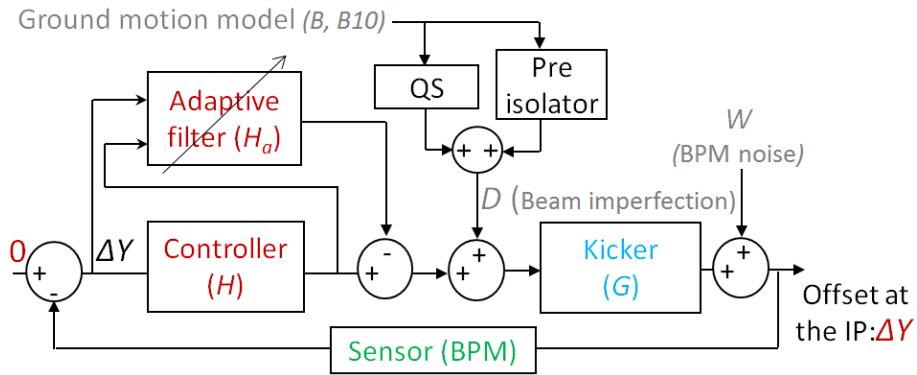 Ground motion model (B, B10)
QS
Pre
isolator
Adaptive
filter (Ha)
+ +
W
(BPM noise)
D (Beam imperfection)
0
+
-
ΔY
Controller
(H)
+
-
+
+
Kicker
(G)
+
+
Offset at
the IP:ΔY
Sensor (BPM)